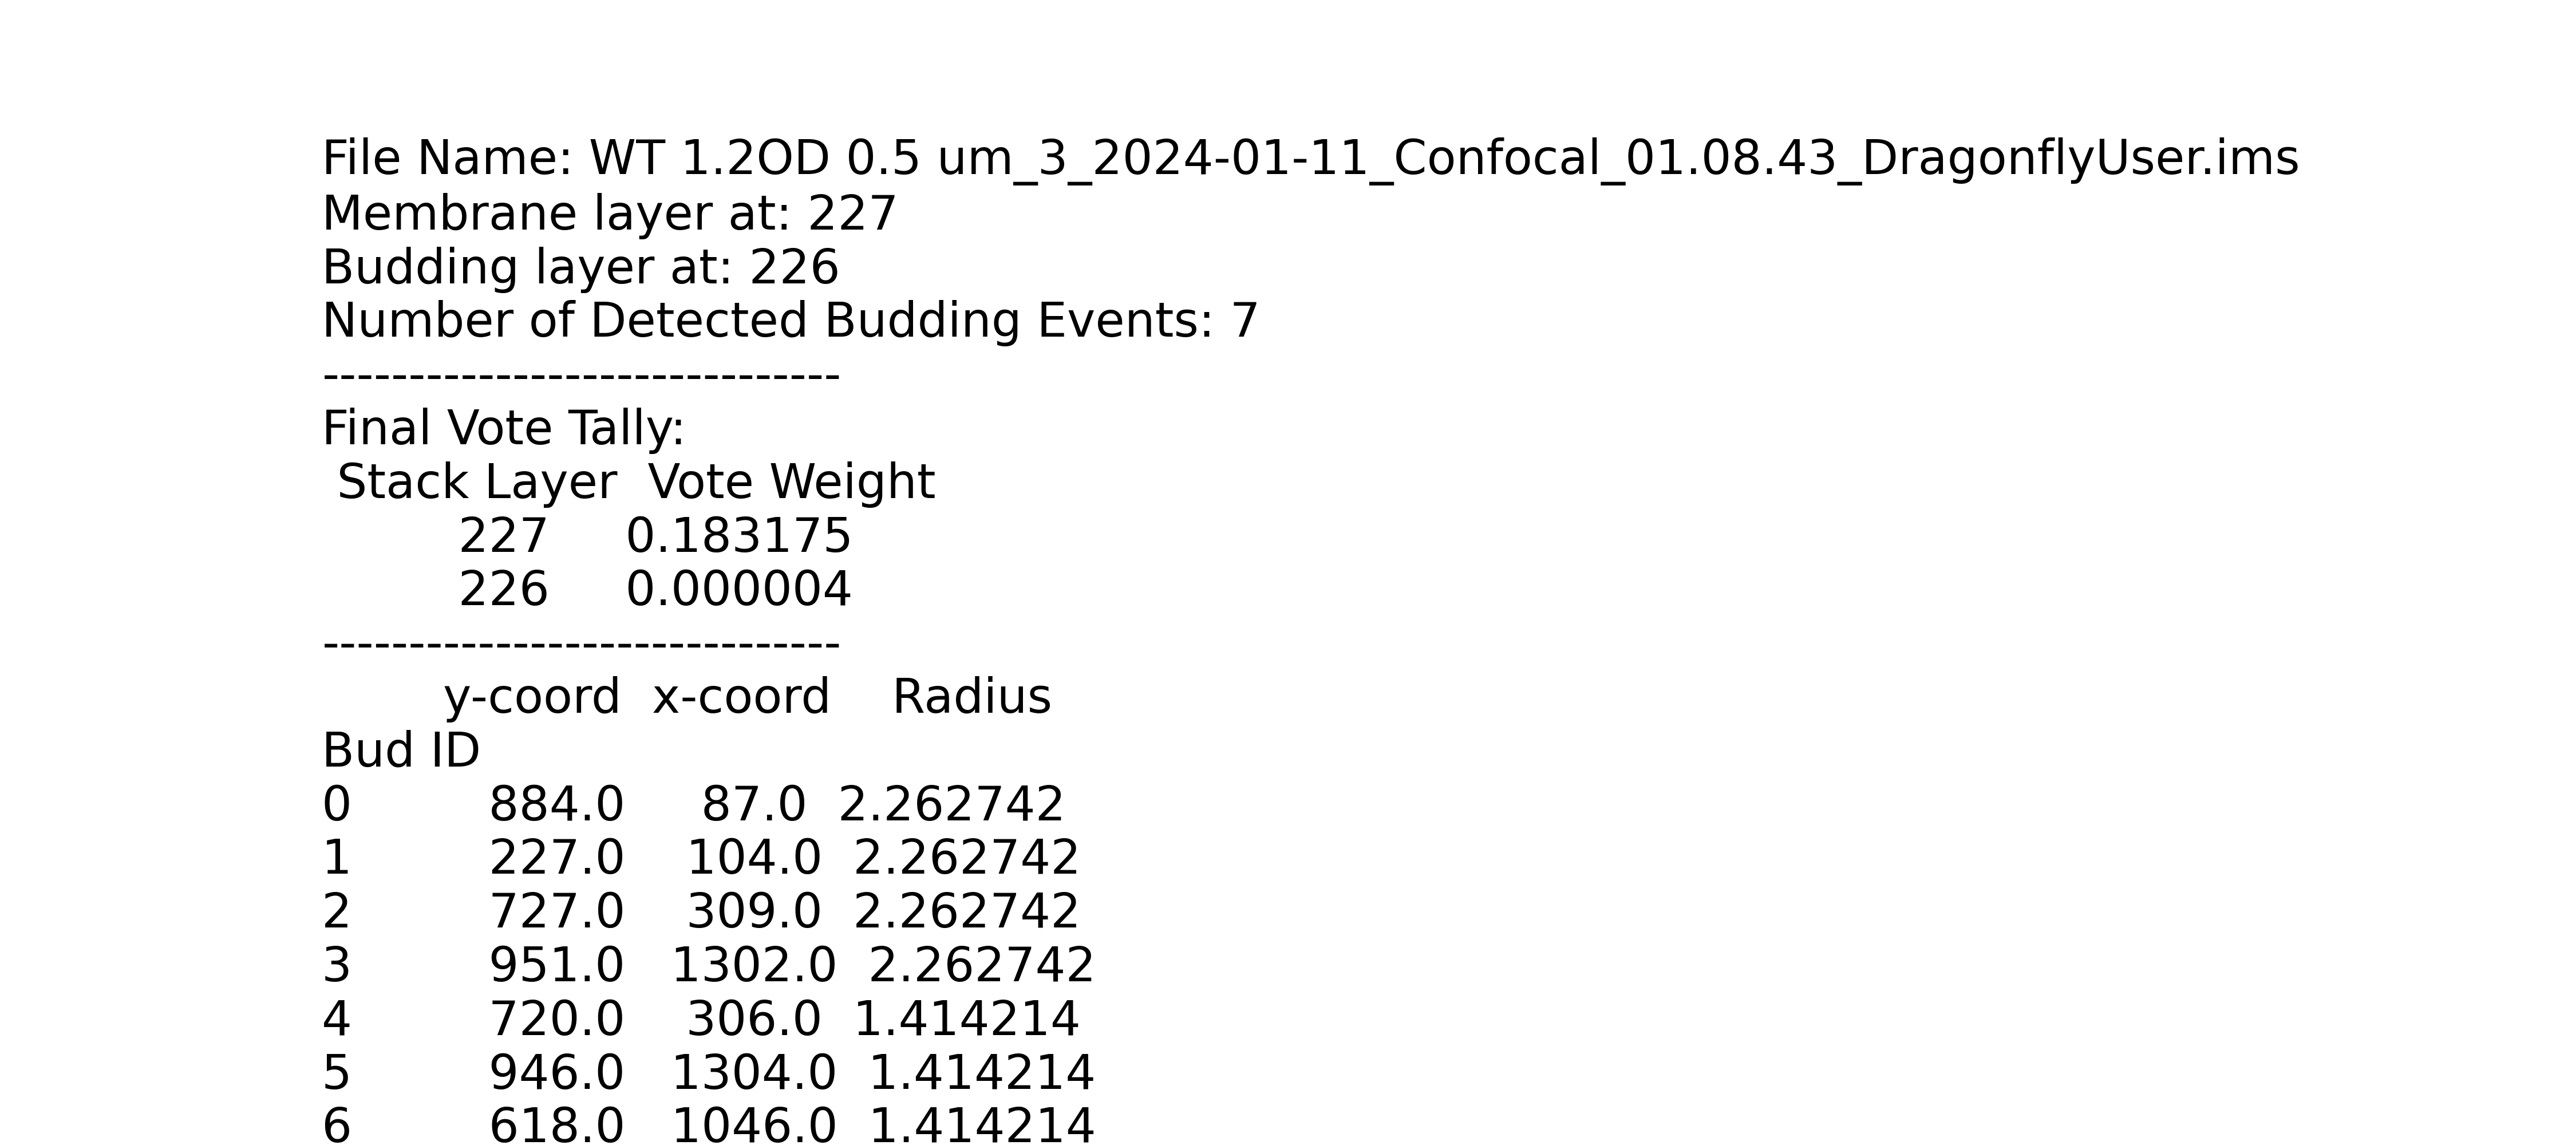 File Name: WT 1.2OD 0.5 um_3_2024-01-11_Confocal_01.08.43_DragonflyUser.ims
Membrane layer at: 227
Budding layer at: 226
Number of Detected Budding Events: 7
------------------------------
Final Vote Tally:
Stack Layer  Vote Weight
227     0.183175
226     0.000004
------------------------------
y-coord  x-coord    Radius
Bud ID
0         884.0     87.0  2.262742
1         227.0    104.0  2.262742
2         727.0    309.0  2.262742
3         951.0   1302.0  2.262742
4         720.0    306.0  1.414214
5         946.0   1304.0  1.414214
6         618.0   1046.0  1.414214